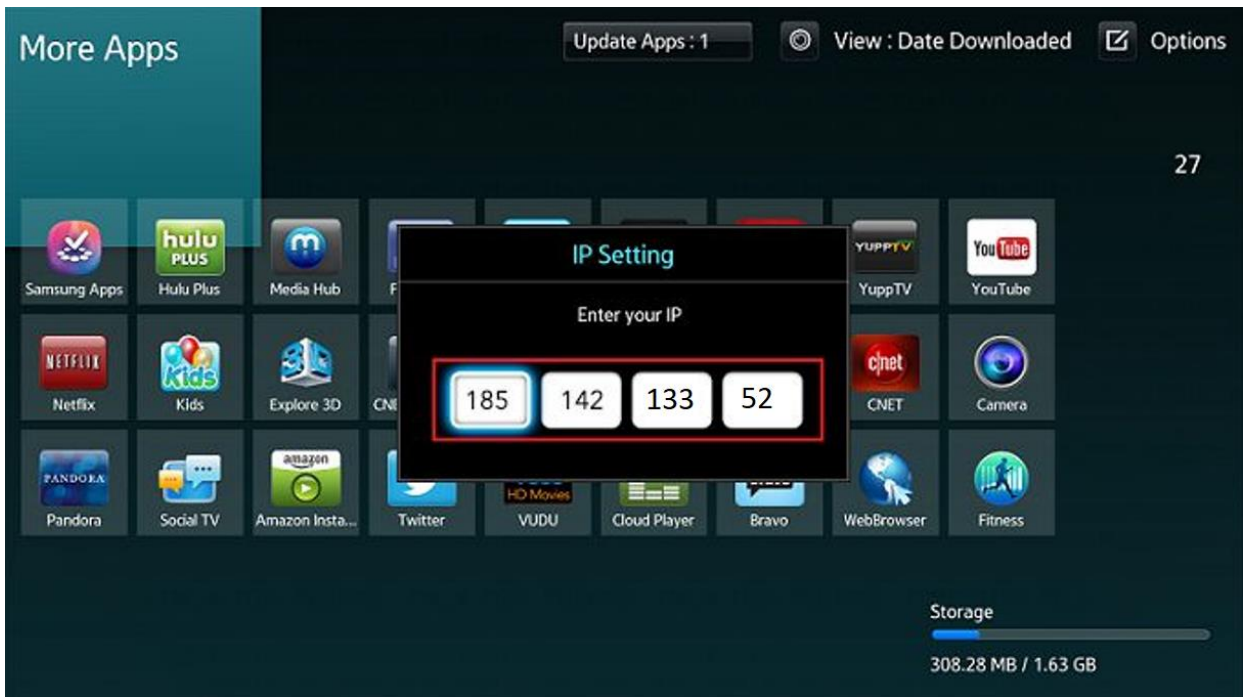 More Apps
Update Apps : 1
View : Date Downloaded
Options
27
hulu
PLUS
m
YUPPTV
You Tube
Samsung Apps
Hulu Plus
Media Hub
YuppTV
YouTube
IP Setting
Enter your IP
185 142 133 52
NETFLIX
Kids
3D
c|net
Netflix
Kids
Explore 3D
CNET
Camera
PANDORA
amazon
HD Movies
Pandora
Social TV
Amazon Insta...
Twitter
VUDU
Cloud Player
Bravo
WebBrowser
Fitness
Storage
308.28 MB / 1.63 GB